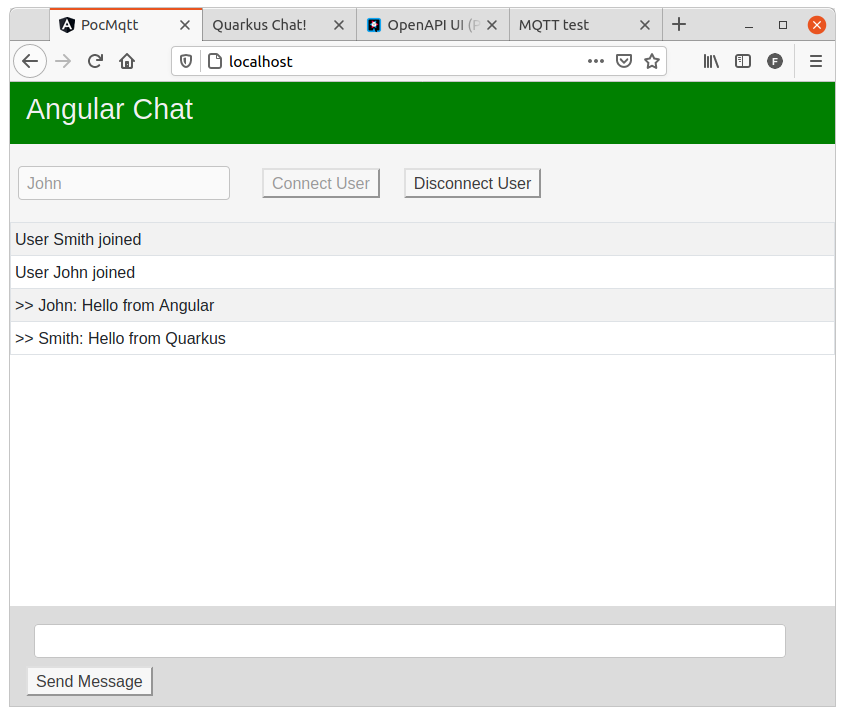 PocMqtt
Quarkus Chat!
OpenAPI UI (P
MQTT test
localhost
F
Angular Chat
John
Connect User
Disconnect User
User Smith joined
User John joined
>> John: Hello from Angular
>> Smith: Hello from Quarkus
Send Message